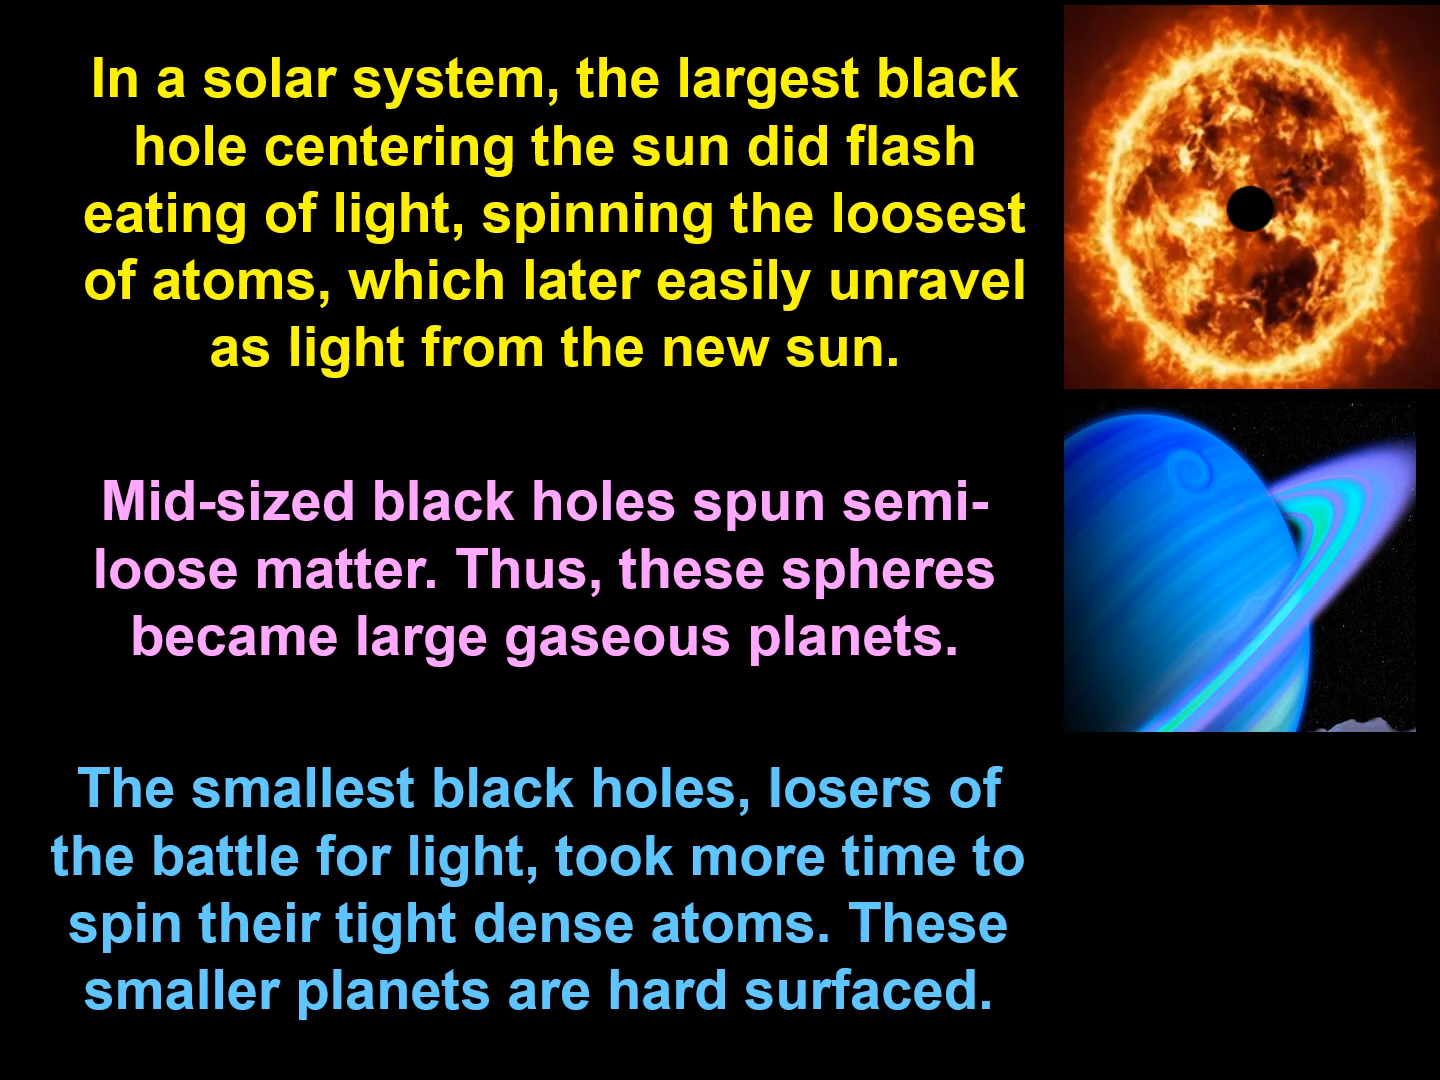 In a solar system, the largest black
hole centering the sun did flash
eating of light, spinning the loosest
of atoms, which later easily unravel
as light from the new sun.
Mid-sized black holes spun semi-
loose matter. Thus, these spheres
became large gaseous planets.
The smallest black holes, losers of
the battle for light, took more time to
spin their tight dense atoms. These
smaller planets are hard surfaced.